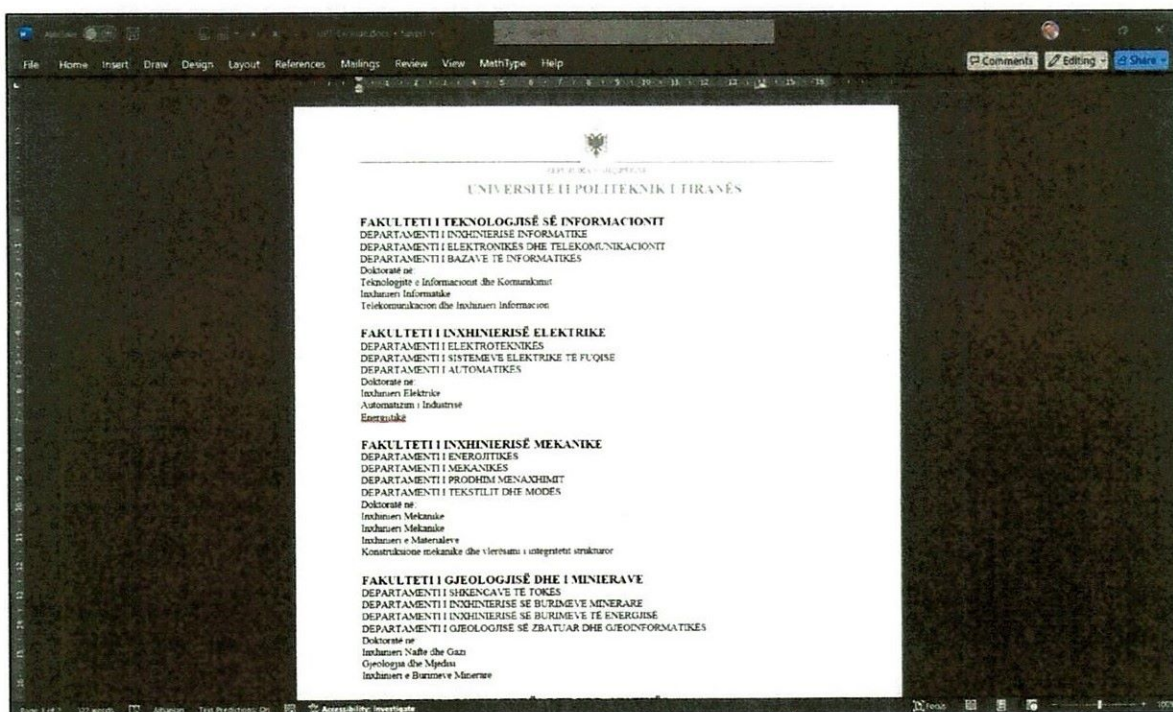 File Home Insert Draw Design Layout References Mailings Review View MathType Help Comments Editing Share
UNIVERSITETI POLITEKNIK I TIRANËS
FAKULTETI I TEKNOLOGJISË SË INFORMACIONIT
DEPARTAMENTI I INXHINIERISË INFORMATIKE
DEPARTAMENTI I ELEKTRONIKËS DHE TELEKOMUNIKACIONIT
DEPARTAMENTI I BAZAVE TË INFORMATIKËS
Doktoratë në:
Teknologjitë e Informacionit dhe Komunikimit
Inxhinieri Informatike
Telekomunikacion dhe Inxhinieri Informacion
FAKULTETI I INXHINIERISË ELEKTRIKE
DEPARTAMENTI I ELEKTROTEKNIKËS
DEPARTAMENTI I SISTEMEVE ELEKTRIKE TË FUQISË
DEPARTAMENTI I AUTOMATIKËS
Doktoratë në:
Inxhinieri Elektrike
Automatizim i Industrisë
Energjitikë
FAKULTETI I INXHINIERISË MEKANIKE
DEPARTAMENTI I ENERGJITIKËS
DEPARTAMENTI I MEKANIKËS
DEPARTAMENTI I PRODHIM MENAXHIMIT
DEPARTAMENTI I TEKSTILIT DHE MODËS
Doktoratë në:
Inxhinieri Mekanike
Inxhinieri Mekanike
Inxhinieri e Materialeve
Konstruksione mekanike dhe vlerësimi i integritetit strukturor
FAKULTETI I GJEOLOGJISË DHE I MINIERAVE
DEPARTAMENTI I SHKENCAVE TË TOKËS
DEPARTAMENTI I INXHINIERISË SË BURIMEVE MINERARE
DEPARTAMENTI I INXHINIERISË SË BURIMEVE TË ENERGJISË
DEPARTAMENTI I GJEOLOGJISË SË ZBATUAR DHE GJEOINFORMATIKËS
Doktoratë në
Inxhinieri Nafte dhe Gazi
Gjeologjia dhe Mjedisi
Inxhinieri e Burimeve Minerare
Albanian Text Predictions: On Accessibility: Investigate Focus